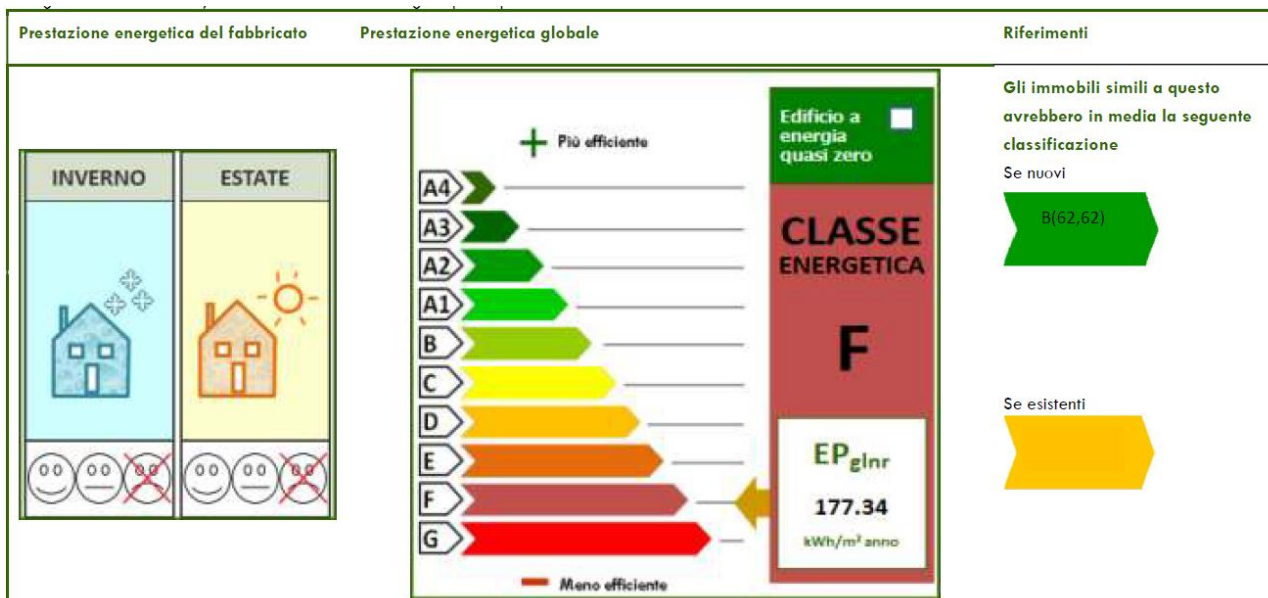 Prestazione energetica del fabbricato
Prestazione energetica globale
Riferimenti
INVERNO
ESTATE
+ Più efficiente
A4
A3
A2
A1
B
C
D
E
F
G
Meno efficiente
Edificio a
energia
quasi zero
CLASSE
ENERGETICA
F
EPglnr
177.34
kWh/m² anno
Gli immobili simili a questo
avrebbero in media la seguente
classificazione
Se nuovi
B(62,62)
Se esistenti